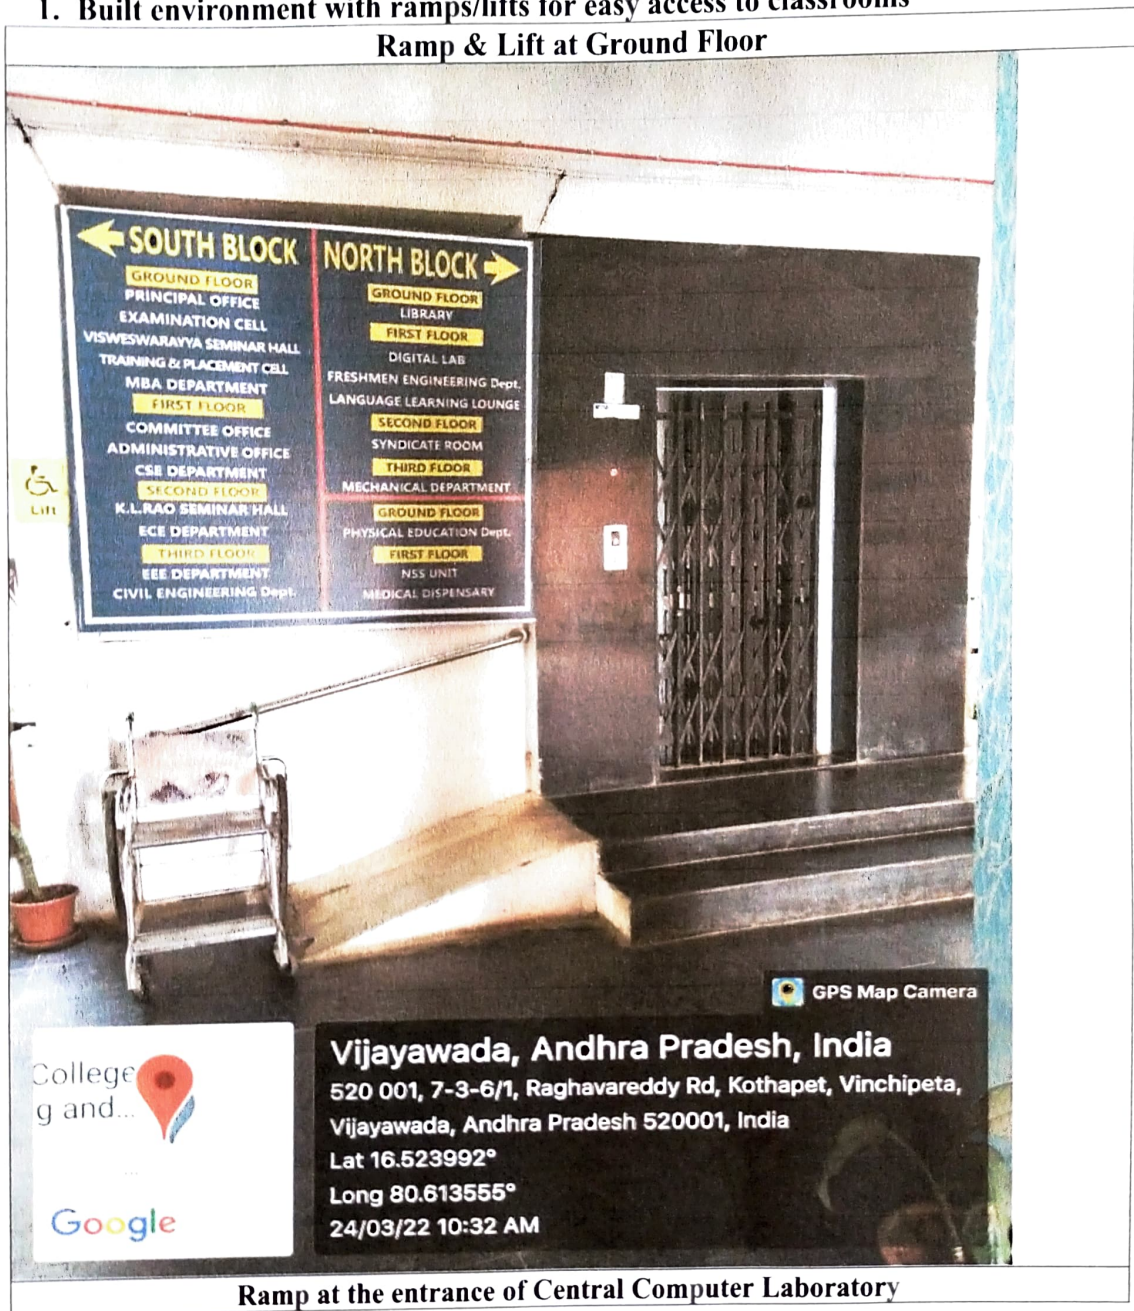 1. Built environment with ramps/lifts for easy access to classrooms
Ramp & Lift at Ground Floor
SOUTH BLOCK
GROUND FLOOR
PRINCIPAL OFFICE
EXAMINATION CELL
VISWESWARAYYA SEMINAR HALL
TRAINING & PLACEMENT CELL
MBA DEPARTMENT
FIRST FLOOR
COMMITTEE OFFICE
ADMINISTRATIVE OFFICE
CSE DEPARTMENT
SECOND FLOOR
K.L.RAO SEMINAR HALL
ECE DEPARTMENT
THIRD FLOOR
EEE DEPARTMENT
CIVIL ENGINEERING Dept.
NORTH BLOCK
GROUND FLOOR
LIBRARY
FIRST FLOOR
DIGITAL LAB
FRESHMEN ENGINEERING Dept.
LANGUAGE LEARNING LOUNGE
SECOND FLOOR
SYNDICATE ROOM
THIRD FLOOR
MECHANICAL DEPARTMENT
GROUND FLOOR
PHYSICAL EDUCATION Dept.
FIRST FLOOR
NSS UNIT
MEDICAL DISPENSARY
Lift
GPS Map Camera
College
g and...
Google
Vijayawada, Andhra Pradesh, India
520 001, 7-3-6/1, Raghavareddy Rd, Kothapet, Vinchipeta,
Vijayawada, Andhra Pradesh 520001, India
Lat 16.523992°
Long 80.613555°
24/03/22 10:32 AM
Ramp at the entrance of Central Computer Laboratory